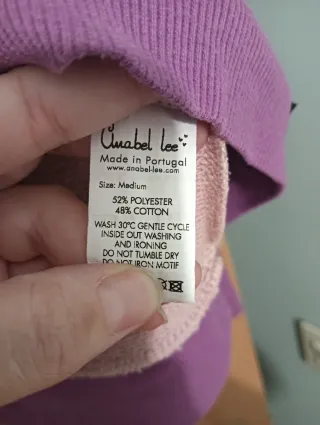 Anabel Lee
Made in Portugal
www.anabel-lee.com
Size: Medium
52% POLYESTER
48% COTTON
WASH 30°C GENTLE CYCLE
INSIDE OUT WASHING
AND IRONING
DO NOT TUMBLE DRY
DO NOT IRON MOTIF